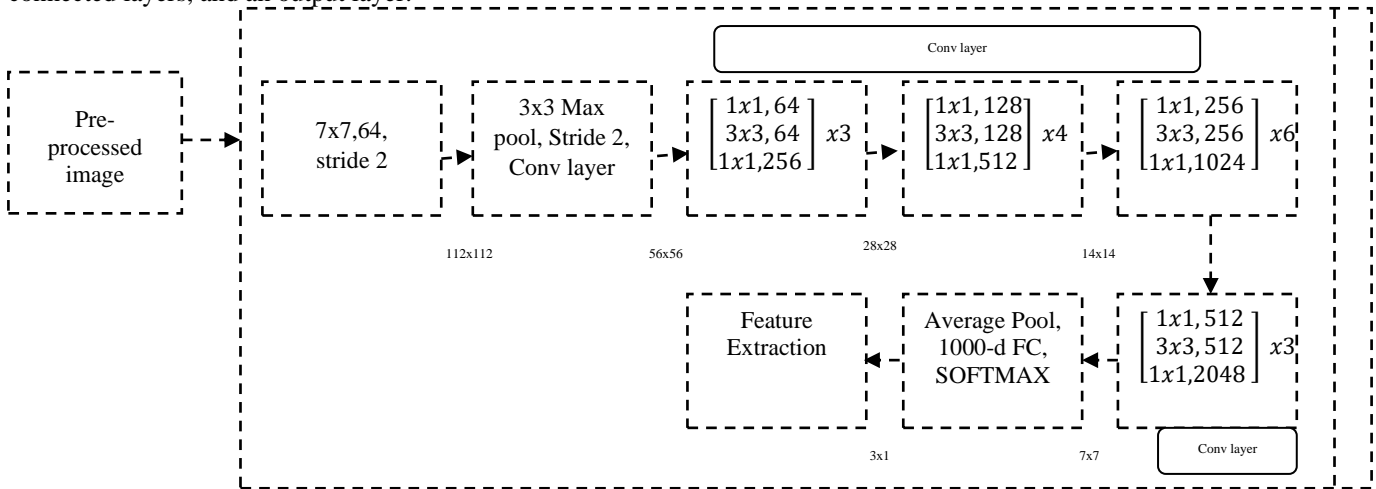 connected layers, and an output layer.
Conv layer
Pre-
processed
image
7x7,64,
stride 2
3x3 Max
pool, Stride 2,
Conv layer
[1x1, 64
3x3, 64
1x1,256] x3
[1x1, 128
3x3, 128
1x1,512] x4
[1x1, 256
3x3, 256
1x1,1024] x6
112x112
56x56
28x28
14x14
Feature
Extraction
Average Pool,
1000-d FC,
SOFTMAX
[1x1, 512
3x3, 512
1x1,2048] x3
3x1
7x7
Conv layer